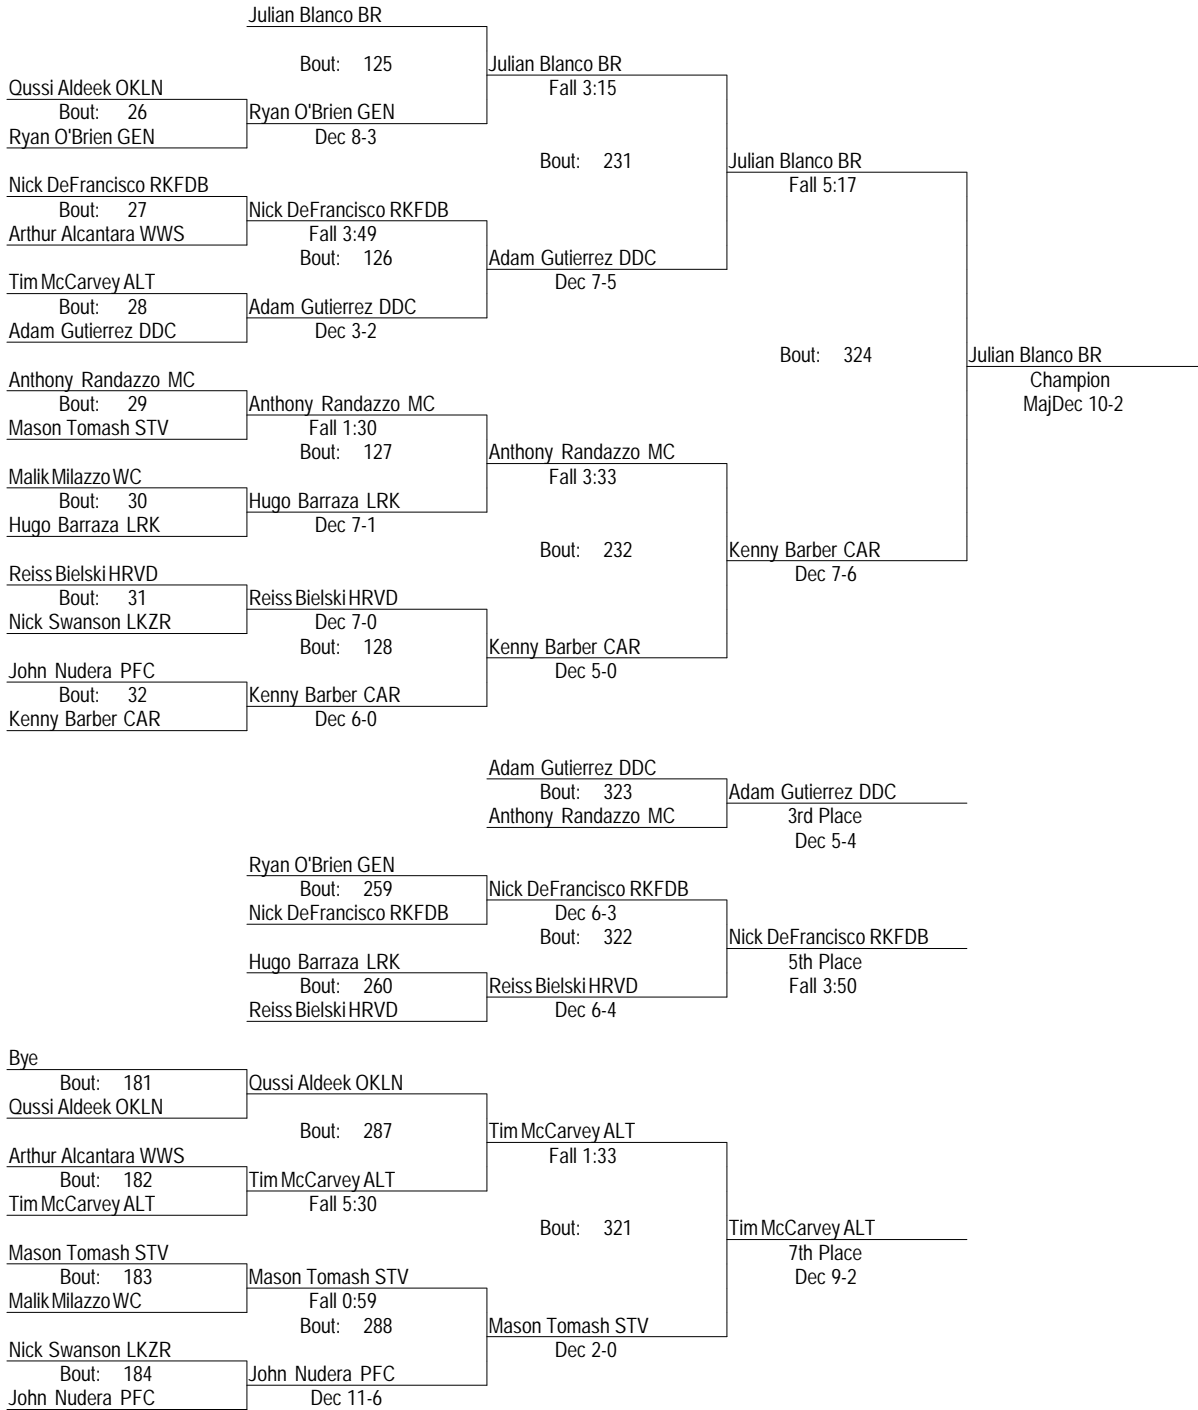 Julian Blanco BR
Bout: 125
Julian Blanco BR
Fall 3:15
Qussi Aldeek OKLN
Bout: 26
Ryan O'Brien GEN
Ryan O'Brien GEN
Dec 8-3
Bout: 231
Julian Blanco BR
Fall 5:17
Nick DeFrancisco RKFDB
Bout: 27
Nick DeFrancisco RKFDB
Arthur Alcantara WWS
Fall 3:49
Bout: 126
Adam Gutierrez DDC
Dec 7-5
Tim McCarvey ALT
Bout: 28
Adam Gutierrez DDC
Adam Gutierrez DDC
Dec 3-2
Bout: 324
Julian Blanco BR
Champion
MajDec 10-2
Anthony Randazzo MC
Bout: 29
Anthony Randazzo MC
Mason Tomash STV
Fall 1:30
Bout: 127
Anthony Randazzo MC
Fall 3:33
Malik Milazzo WC
Bout: 30
Hugo Barraza LRK
Hugo Barraza LRK
Dec 7-1
Bout: 232
Kenny Barber CAR
Dec 7-6
Reiss Bielski HRVD
Bout: 31
Reiss Bielski HRVD
Nick Swanson LKZR
Dec 7-0
Bout: 128
Kenny Barber CAR
Dec 5-0
John Nudera PFC
Bout: 32
Kenny Barber CAR
Kenny Barber CAR
Dec 6-0
Adam Gutierrez DDC
Bout: 323
Adam Gutierrez DDC
Anthony Randazzo MC
3rd Place
Dec 5-4
Ryan O'Brien GEN
Bout: 259
Nick DeFrancisco RKFDB
Nick DeFrancisco RKFDB
Dec 6-3
Bout: 322
Nick DeFrancisco RKFDB
5th Place
Fall 3:50
Hugo Barraza LRK
Bout: 260
Reiss Bielski HRVD
Reiss Bielski HRVD
Dec 6-4
Bye
Bout: 181
Qussi Aldeek OKLN
Qussi Aldeek OKLN
Bout: 287
Tim McCarvey ALT
Fall 1:33
Arthur Alcantara WWS
Bout: 182
Tim McCarvey ALT
Tim McCarvey ALT
Fall 5:30
Bout: 321
Tim McCarvey ALT
7th Place
Dec 9-2
Mason Tomash STV
Bout: 183
Mason Tomash STV
Malik Milazzo WC
Fall 0:59
Bout: 288
Mason Tomash STV
Dec 2-0
Nick Swanson LKZR
Bout: 184
John Nudera PFC
John Nudera PFC
Dec 11-6